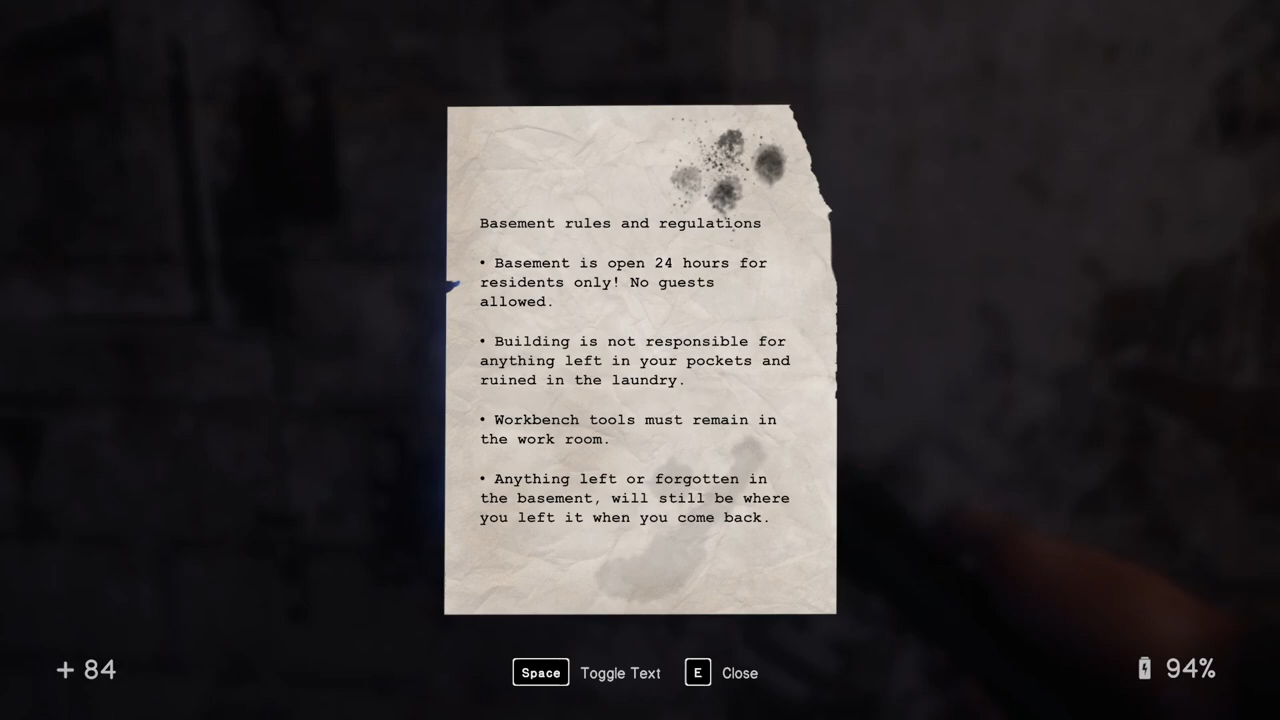 Basement rules and regulations
• Basement is open 24 hours for
residents only! No guests
allowed.
• Building is not responsible for
anything left in your pockets and
ruined in the laundry.
• Workbench tools must remain in
the work room.
• Anything left or forgotten in
the basement, will still be where
you left it when you come back.
+ 84
Space Toggle Text E Close
94%